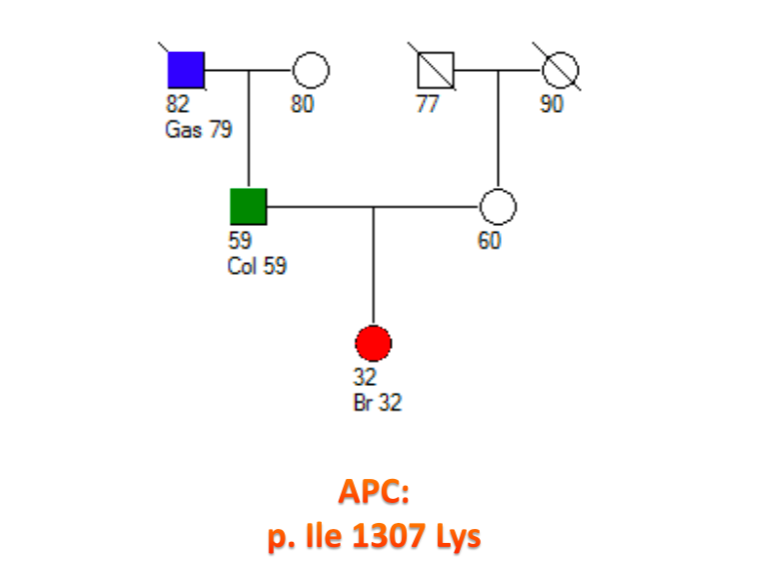 82 80 77 90
Gas 79
59 60
Col 59
32
Br 32
APC:
p. Ile 1307 Lys